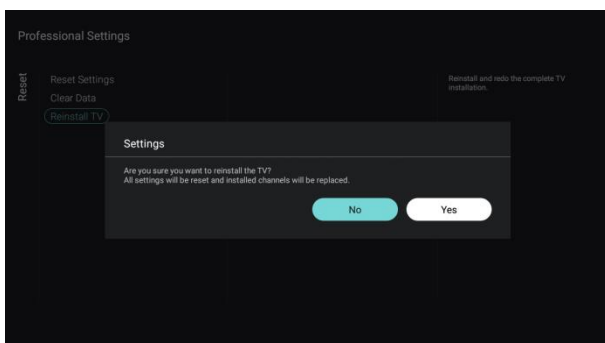 Professional Settings
Reset
Reset Settings
Clear Data
Reinstall TV
Reinstall and redo the complete TV
installation.
Settings
Are you sure you want to reinstall the TV?
All settings will be reset and installed channels will be replaced.
No
Yes